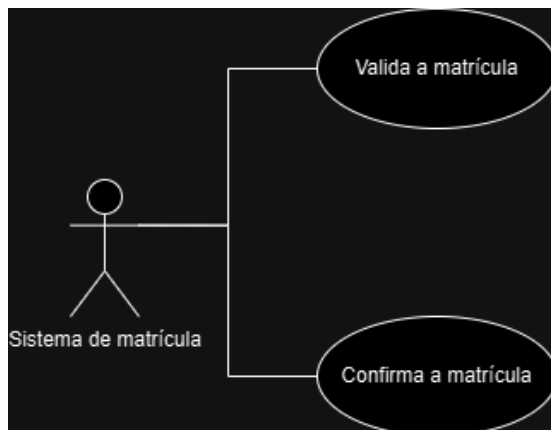 Valida a matrícula
Sistema de matrícula
Confirma a matrícula